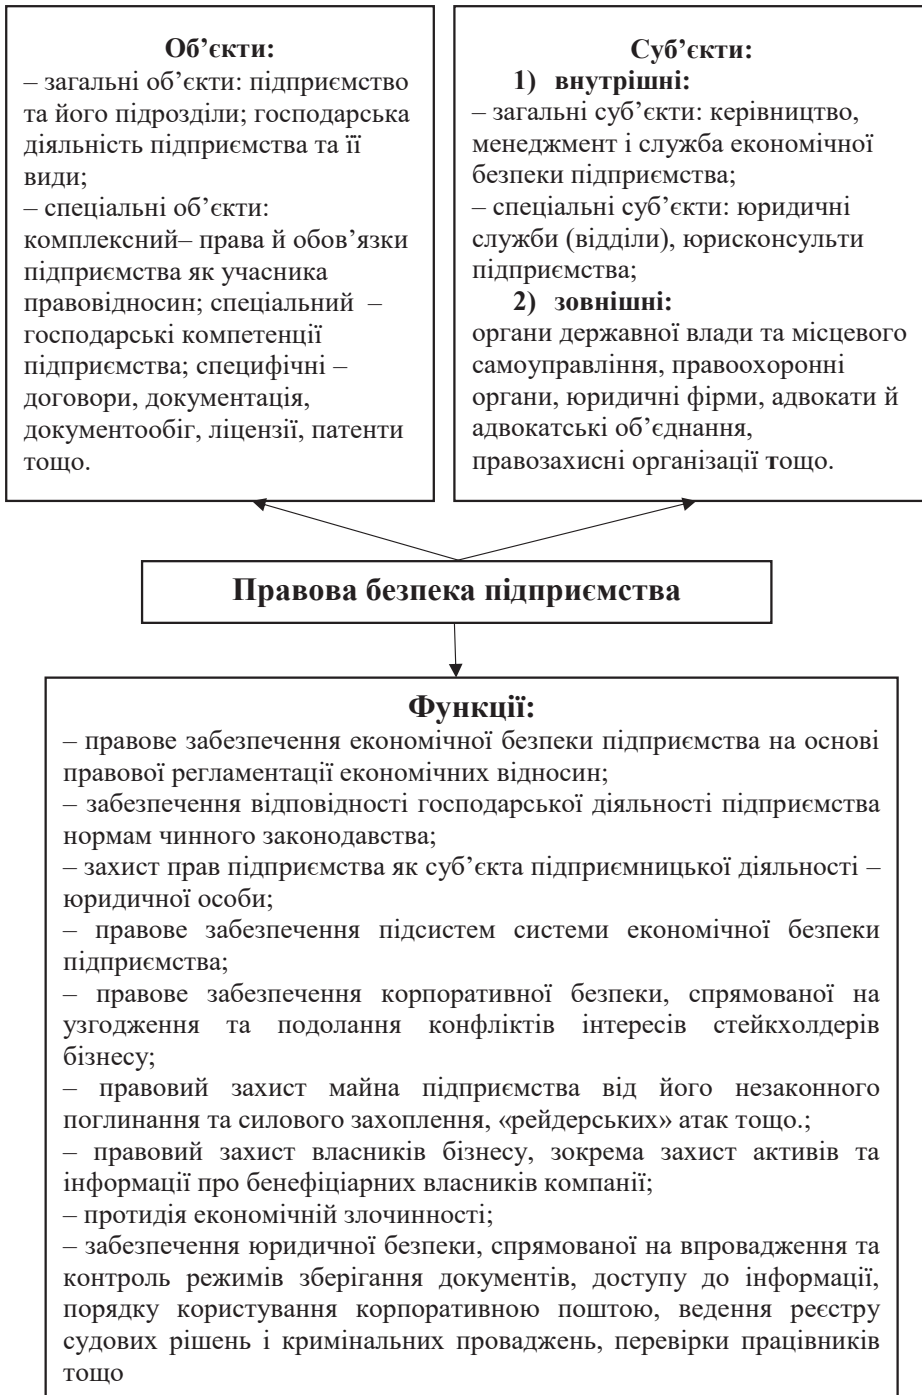 Об’єкти:
– загальні об’єкти: підприємство
та його підрозділи; господарська
діяльність підприємства та її
види;
– спеціальні об’єкти:
комплексний– права й обов’язки
підприємства як учасника
правовідносин; спеціальний –
господарські компетенції
підприємства; специфічні –
договори, документація,
документообіг, ліцензії, патенти
тощо.
Суб’єкти:
1) внутрішні:
– загальні суб’єкти: керівництво,
менеджмент і служба економічної
безпеки підприємства;
– спеціальні суб’єкти: юридичні
служби (відділи), юрисконсульти
підприємства;
2) зовнішні:
органи державної влади та місцевого
самоуправління, правоохоронні
органи, юридичні фірми, адвокати й
адвокатські об’єднання,
правозахисні організації тощо.
Правова безпека підприємства
Функції:
– правове забезпечення економічної безпеки підприємства на основі
правової регламентації економічних відносин;
– забезпечення відповідності господарської діяльності підприємства
нормам чинного законодавства;
– захист прав підприємства як суб’єкта підприємницької діяльності –
юридичної особи;
– правове забезпечення підсистем системи економічної безпеки
підприємства;
– правове забезпечення корпоративної безпеки, спрямованої на
узгодження та подолання конфліктів інтересів стейкхолдерів
бізнесу;
– правовий захист майна підприємства від його незаконного
поглинання та силового захоплення, «рейдерських» атак тощо.;
– правовий захист власників бізнесу, зокрема захист активів та
інформації про бенефіціарних власників компанії;
– протидія економічній злочинності;
– забезпечення юридичної безпеки, спрямованої на впровадження та
контроль режимів зберігання документів, доступу до інформації,
порядку користування корпоративною поштою, ведення реєстру
судових рішень і кримінальних проваджень, перевірки працівників
тощо